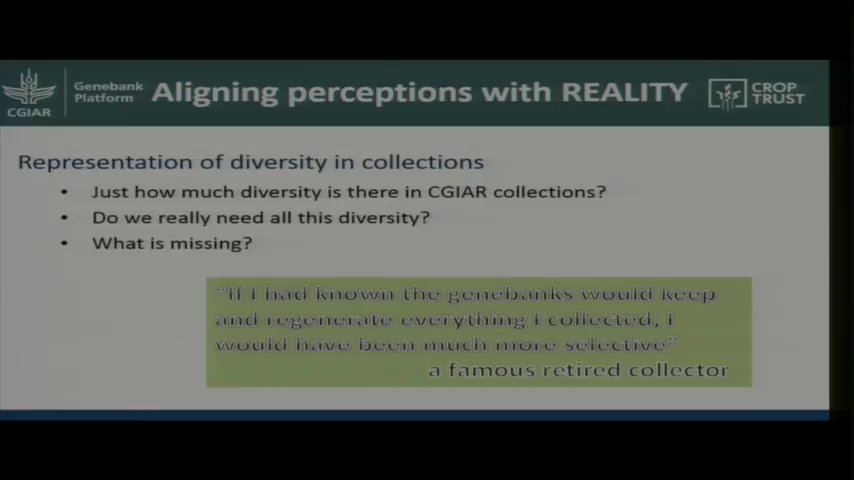 CGIAR
Genebank
Platform
Aligning perceptions with REALITY
CROP
TRUST
Representation of diversity in collections
• Just how much diversity is there in CGIAR collections?
• Do we really need all this diversity?
• What is missing?
"If I had known the genebanks would keep
and regenerate everything I collected, I
would have been much more selective"
a famous retired collector